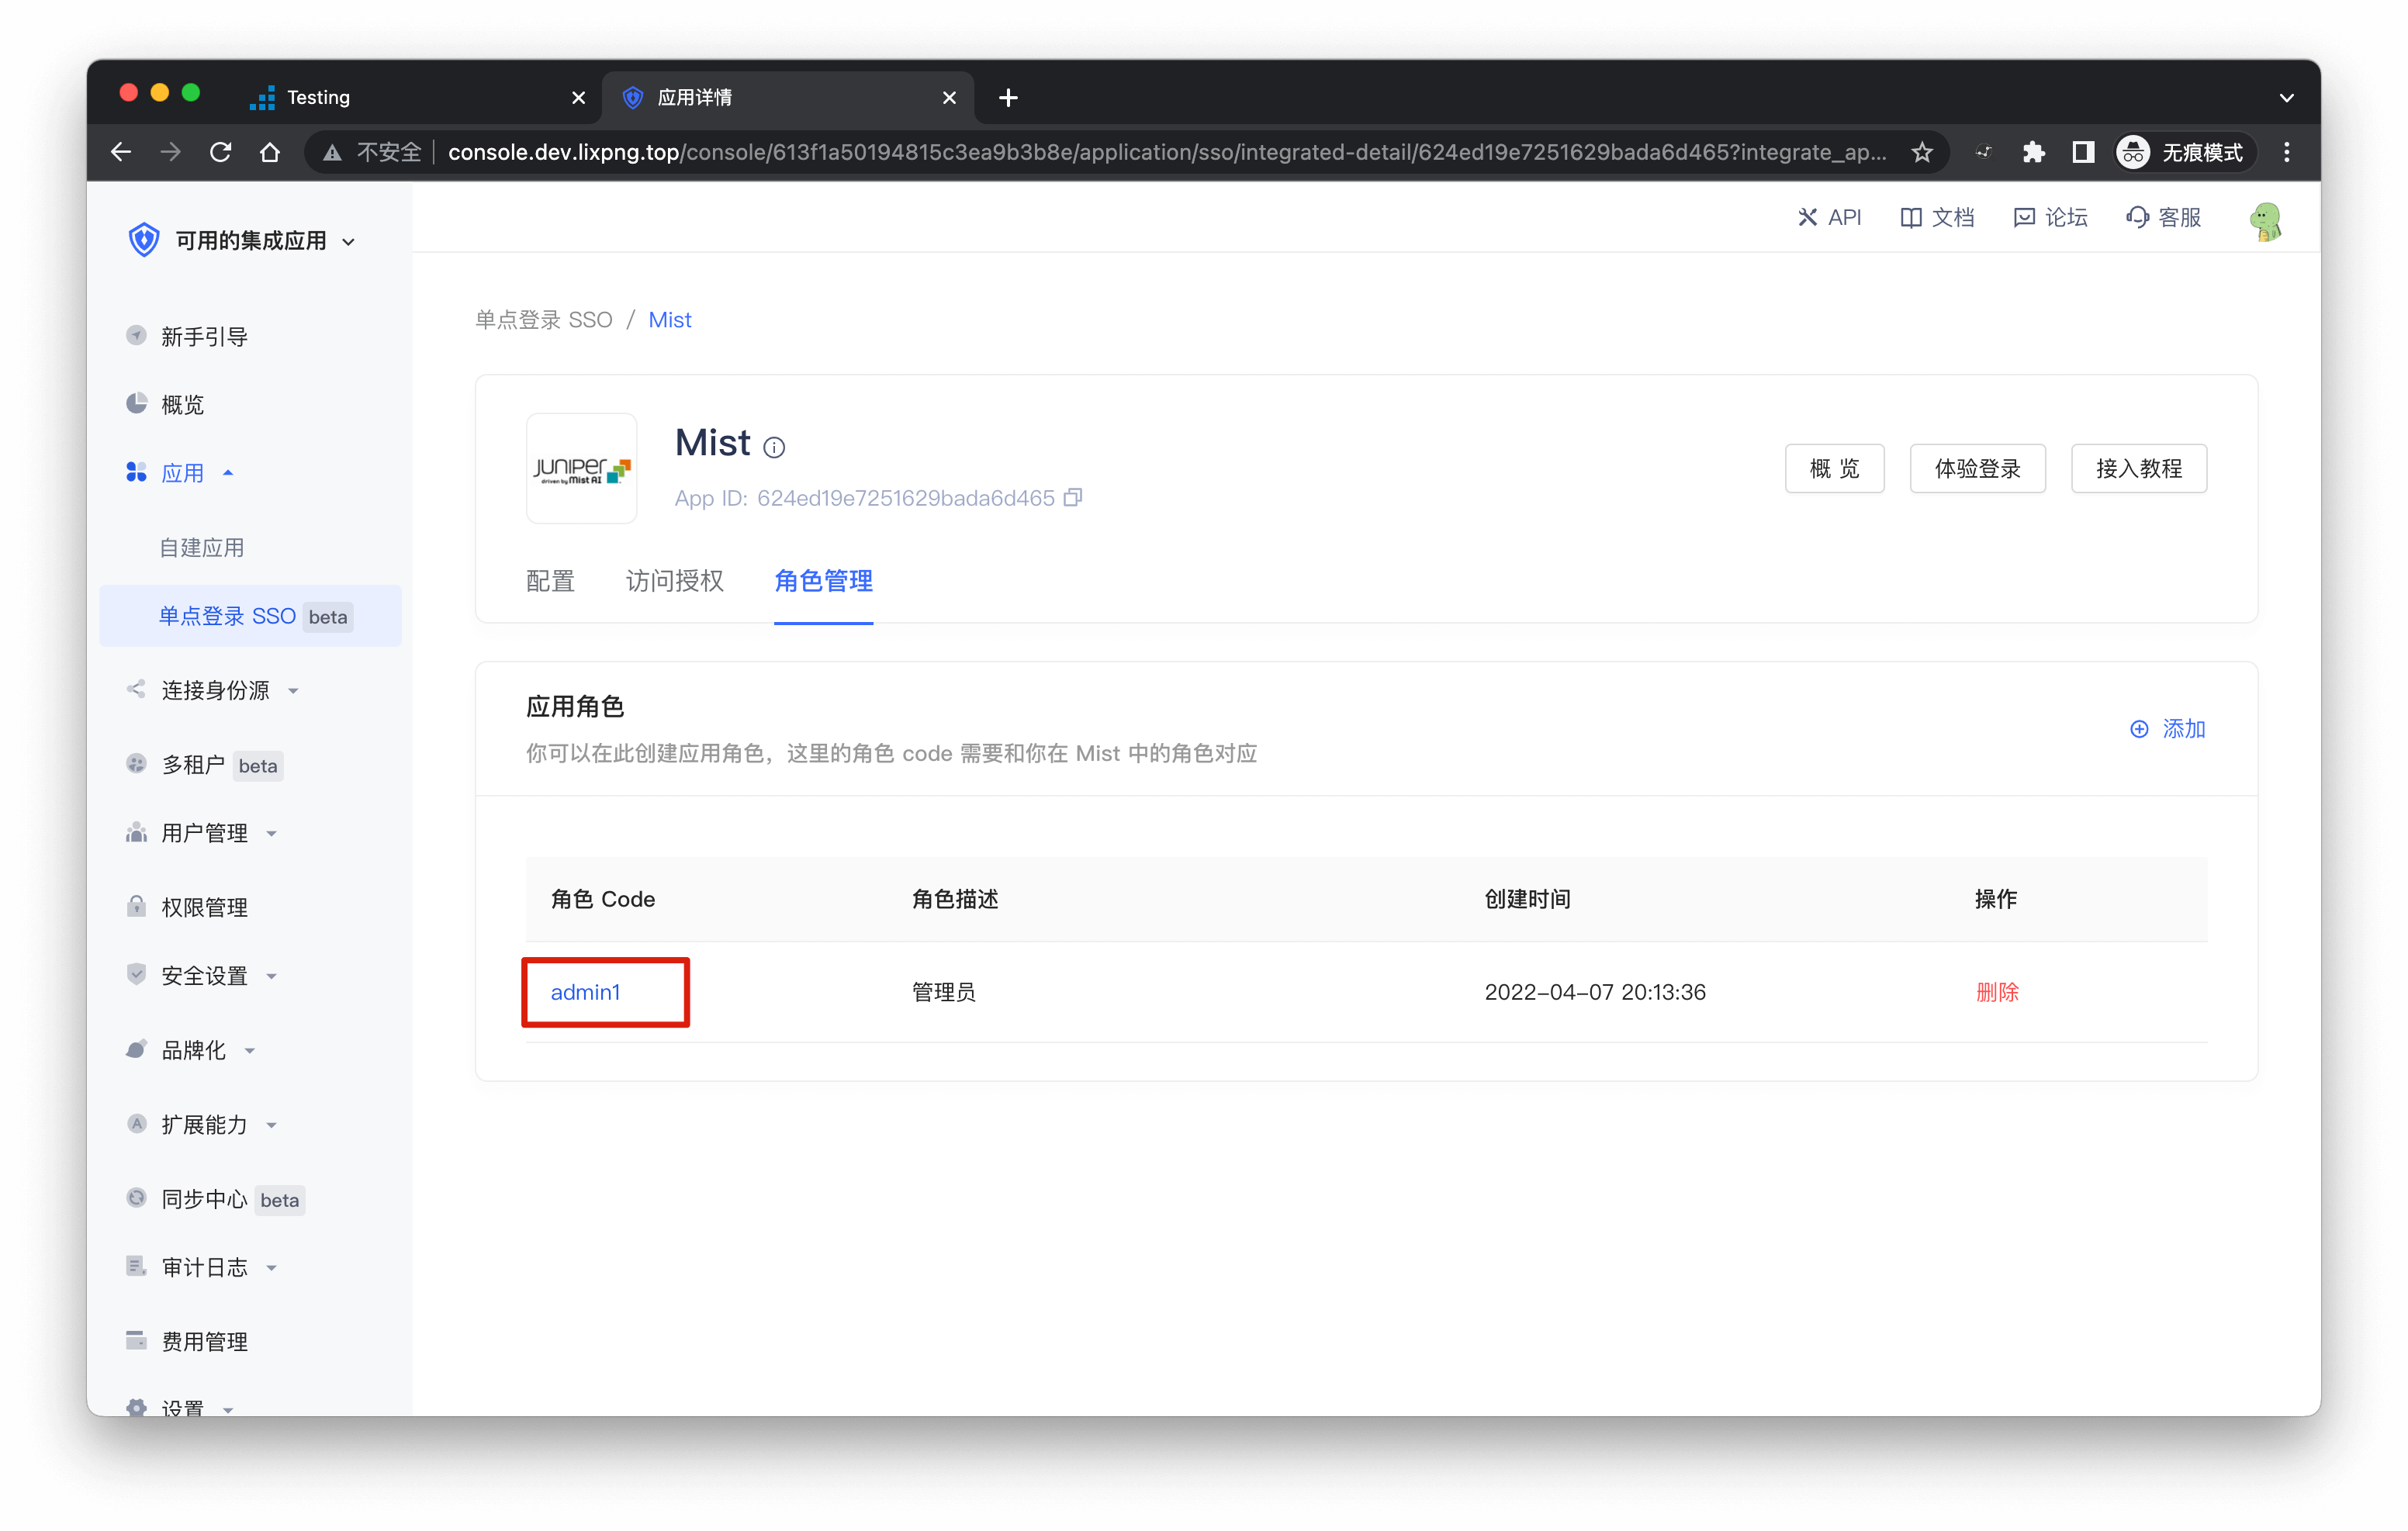 Testing
应用详情
不安全
console.dev.lixpng.top/console/613f1a50194815c3ea9b3b8e/application/sso/integrated-detail/624ed19e7251629bada6d465?integrate_ap...
无痕模式
可用的集成应用
API
文档
论坛
客服
新手引导
概览
应用
自建应用
单点登录 SSO beta
连接身份源
多租户 beta
用户管理
权限管理
安全设置
品牌化
扩展能力
同步中心 beta
审计日志
费用管理
设置
单点登录 SSO / Mist
JUNIPER
driven by Mist AI
Mist
App ID: 624ed19e7251629bada6d465
概 览
体验登录
接入教程
配置
访问授权
角色管理
应用角色
你可以在此创建应用角色，这里的角色 code 需要和你在 Mist 中的角色对应
添加
角色 Code 角色描述 创建时间 操作
admin1 管理员 2022-04-07 20:13:36 删除